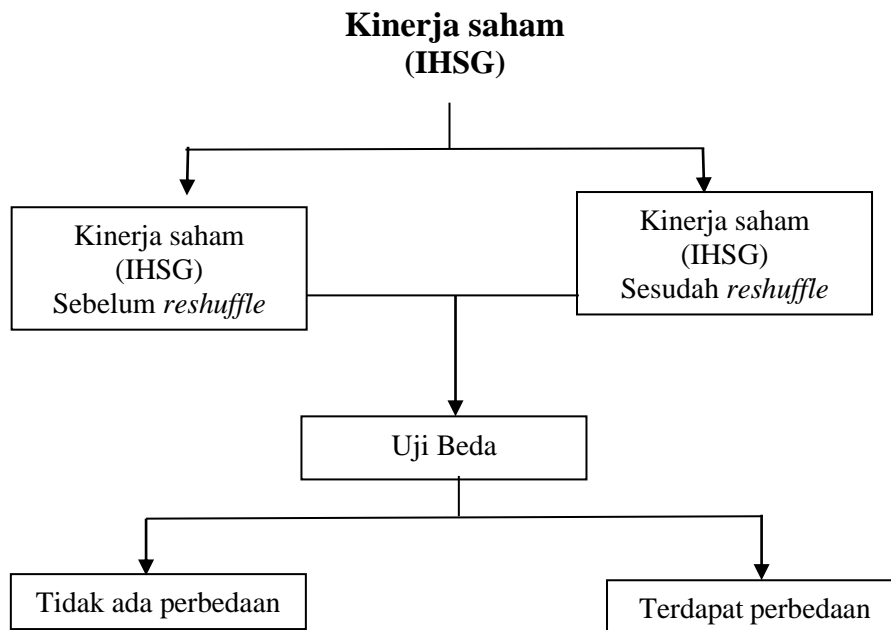 Kinerja saham
(IHSG)
Kinerja saham
(IHSG)
Sebelum reshuffle
Kinerja saham
(IHSG)
Sesudah reshuffle
Uji Beda
Tidak ada perbedaan
Terdapat perbedaan